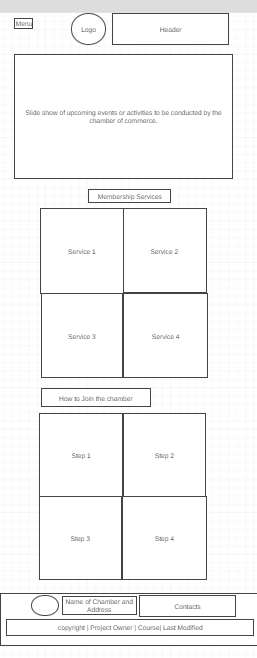 Menu
Logo
Header
Slide show of upcoming events or activities to be conducted by the
chamber of commerce.
Membership Services
Service 1
Service 2
Service 3
Service 4
How to Join the chamber
Step 1
Step 2
Step 3
Step 4
Name of Chamber and
Address
Contacts
copyright | Project Owner | Course| Last Modified